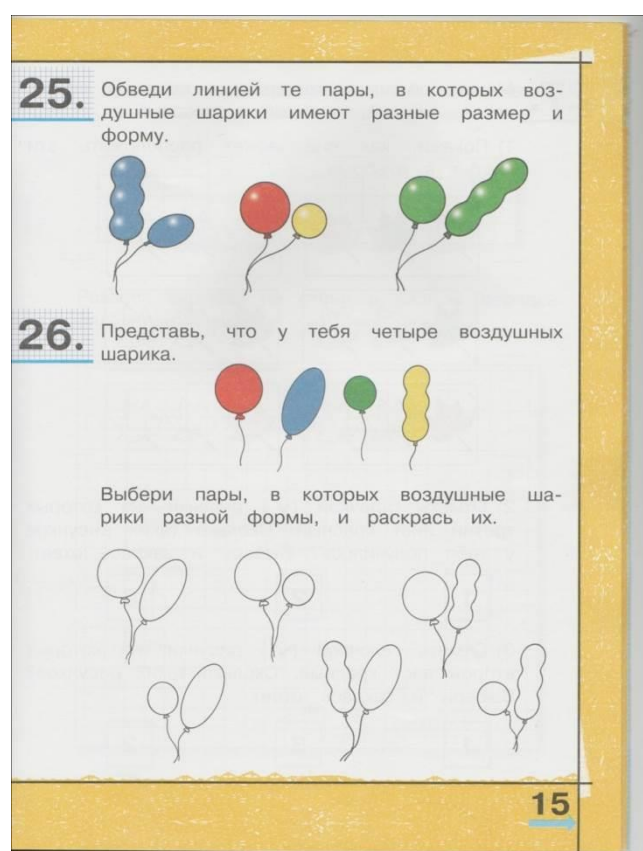 25.
Обведи линией те пары, в которых воз-
душные шарики имеют разные размер и
форму.
26.
Представь, что у тебя четыре воздушных
шарика.
Выбери пары, в которых воздушные ша-
рики разной формы, и раскрась их.
15